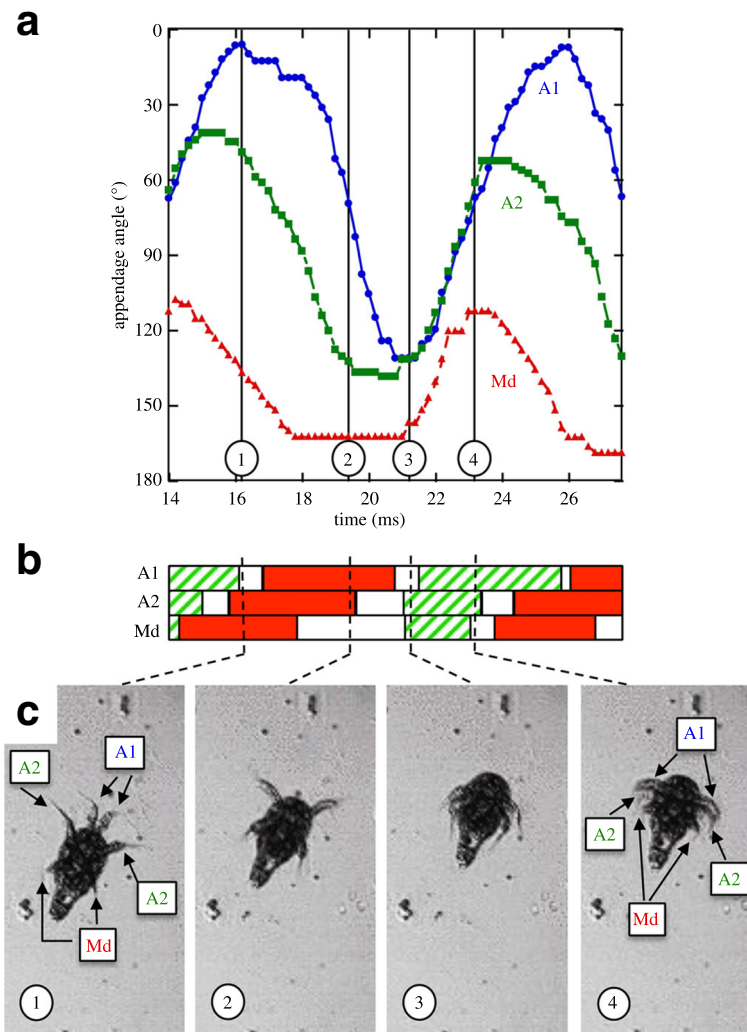 a
0
30
60
90
120
150
180
appendage angle (°)
A1
A2
Md
1 2 3 4
14 16 18 20 22 24 26
time (ms)
b
A1
A2
Md
c
A2
A1
A2
Md
1
2
3
A1
A2
A2
Md
4